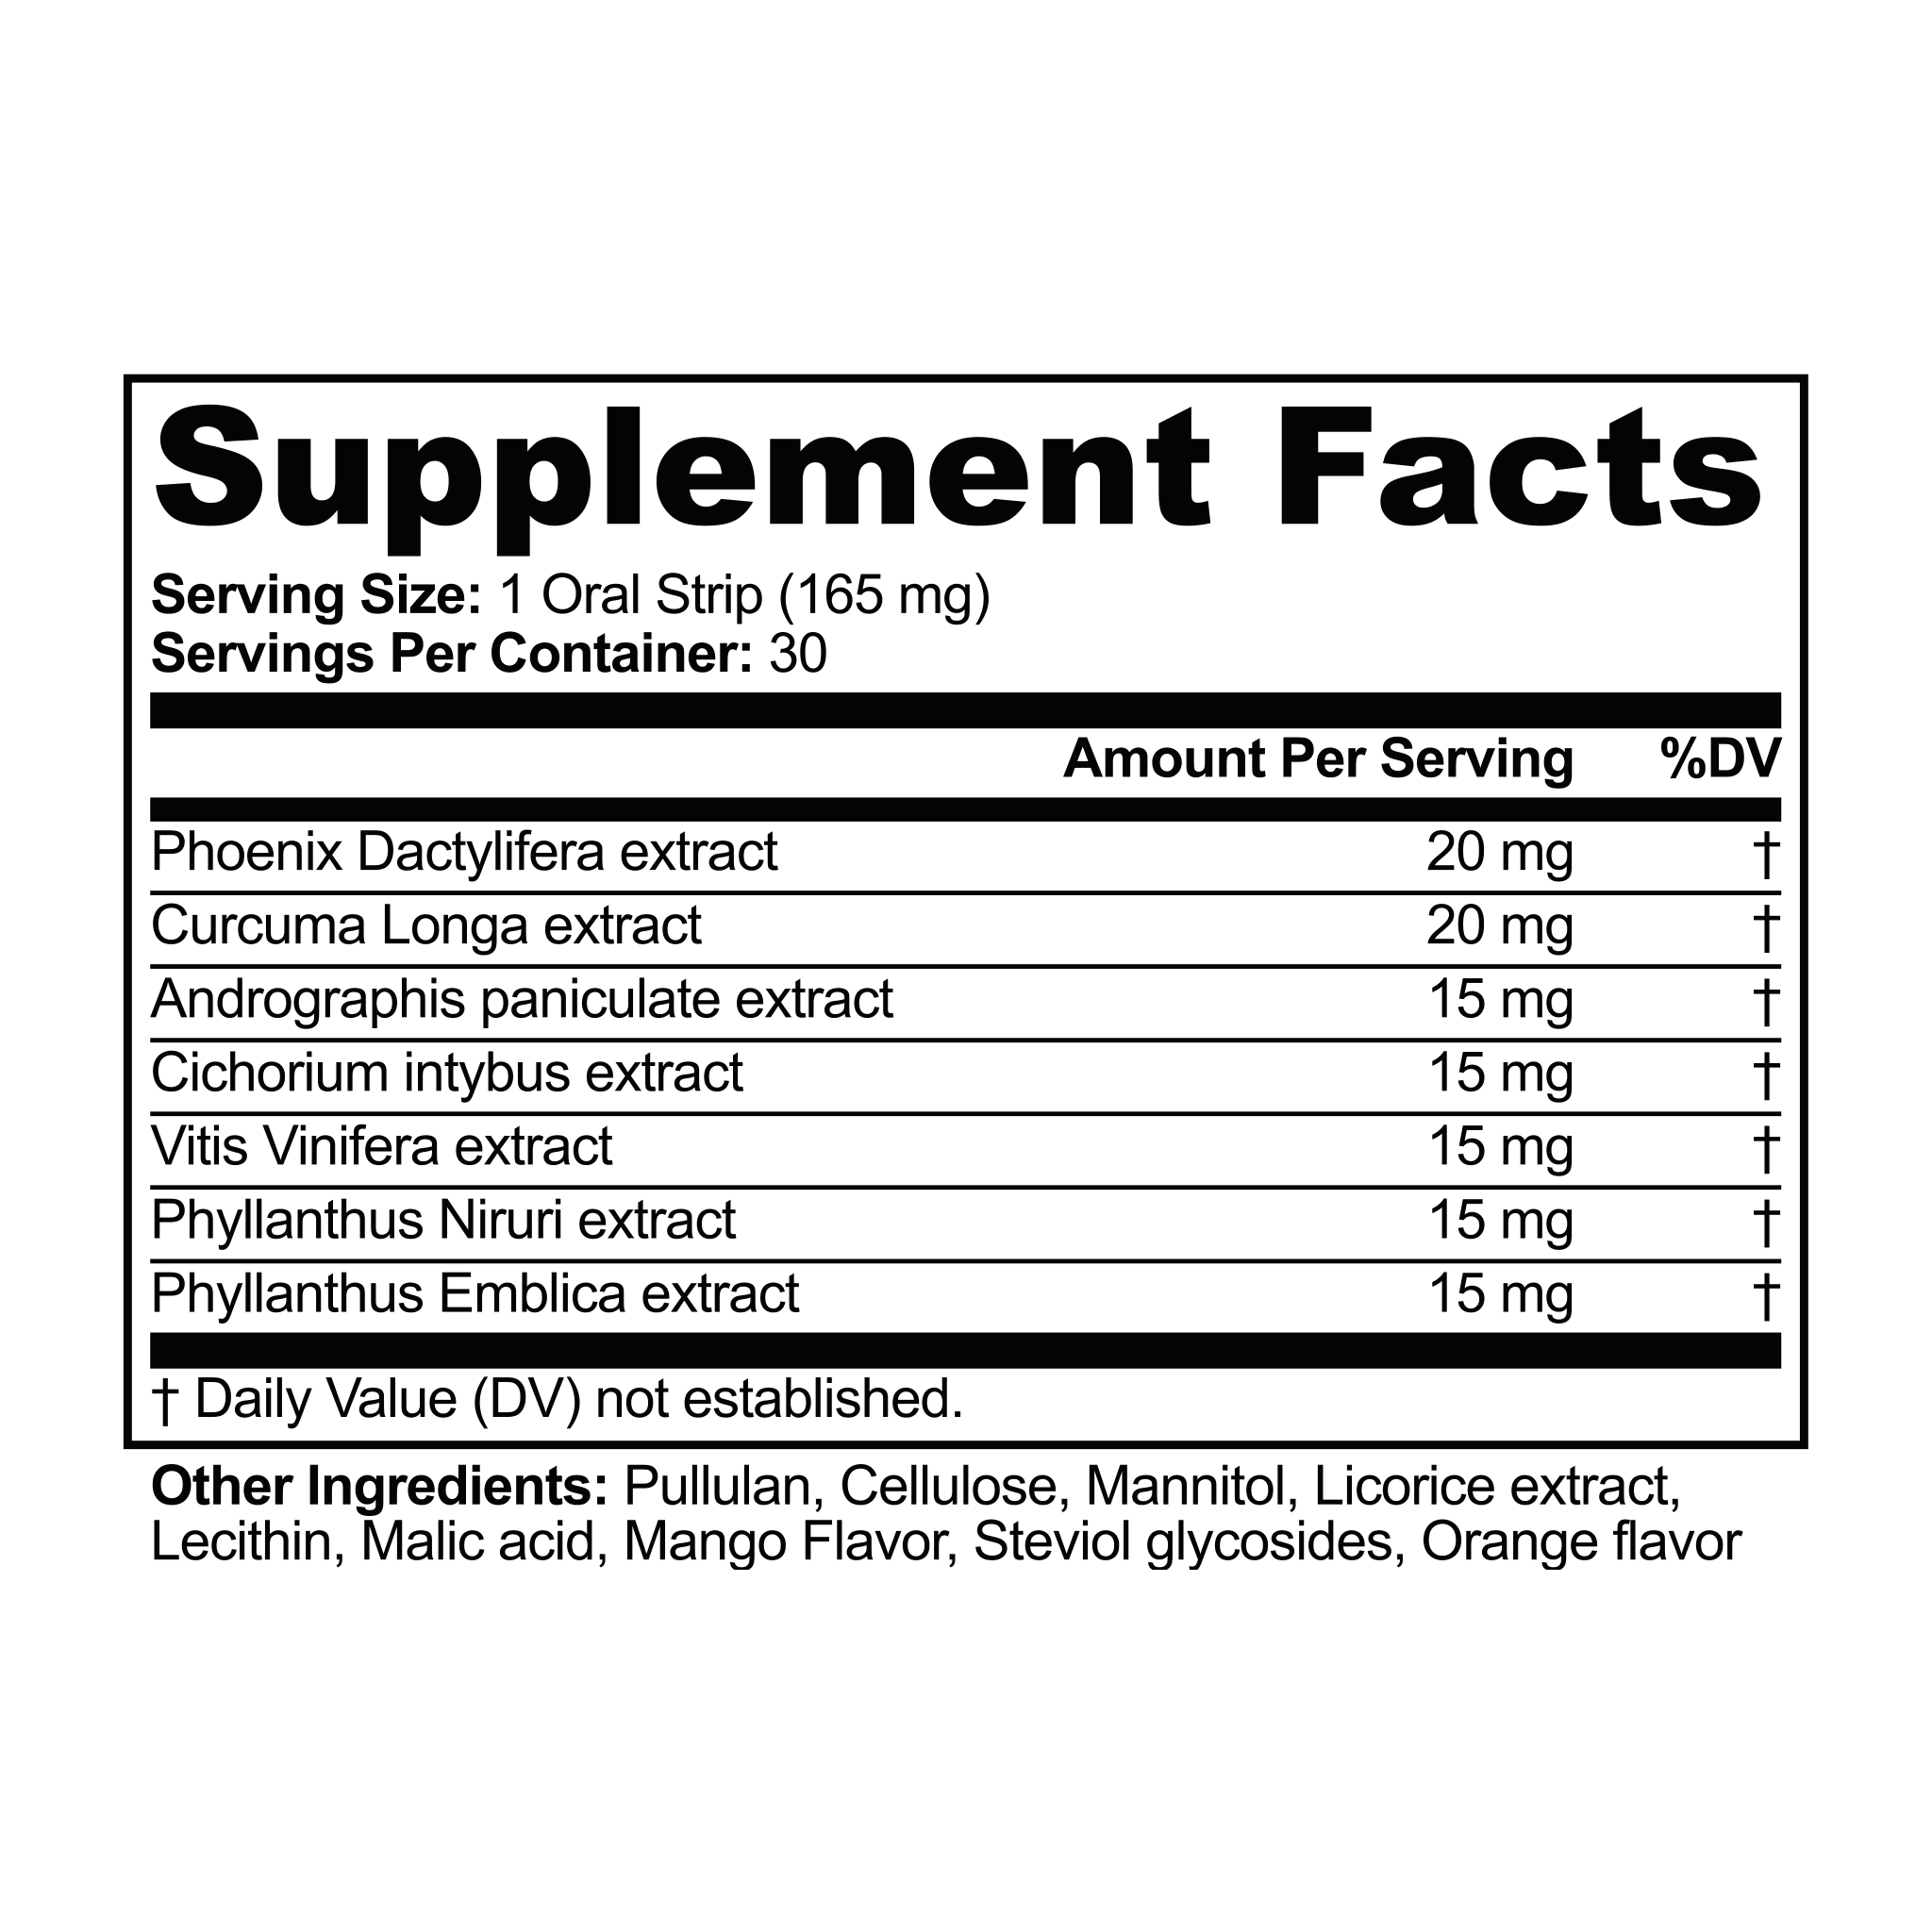 Supplement Facts
Serving Size: 1 Oral Strip (165 mg)
Servings Per Container: 30
Amount Per Serving %DV
Phoenix Dactylifera extract 20 mg †
Curcuma Longa extract 20 mg †
Andrographis paniculate extract 15 mg †
Cichorium intybus extract 15 mg †
Vitis Vinifera extract 15 mg †
Phyllanthus Niruri extract 15 mg †
Phyllanthus Emblica extract 15 mg †
† Daily Value (DV) not established.
Other Ingredients: Pullulan, Cellulose, Mannitol, Licorice extract,
Lecithin, Malic acid, Mango Flavor, Steviol glycosides, Orange flavor